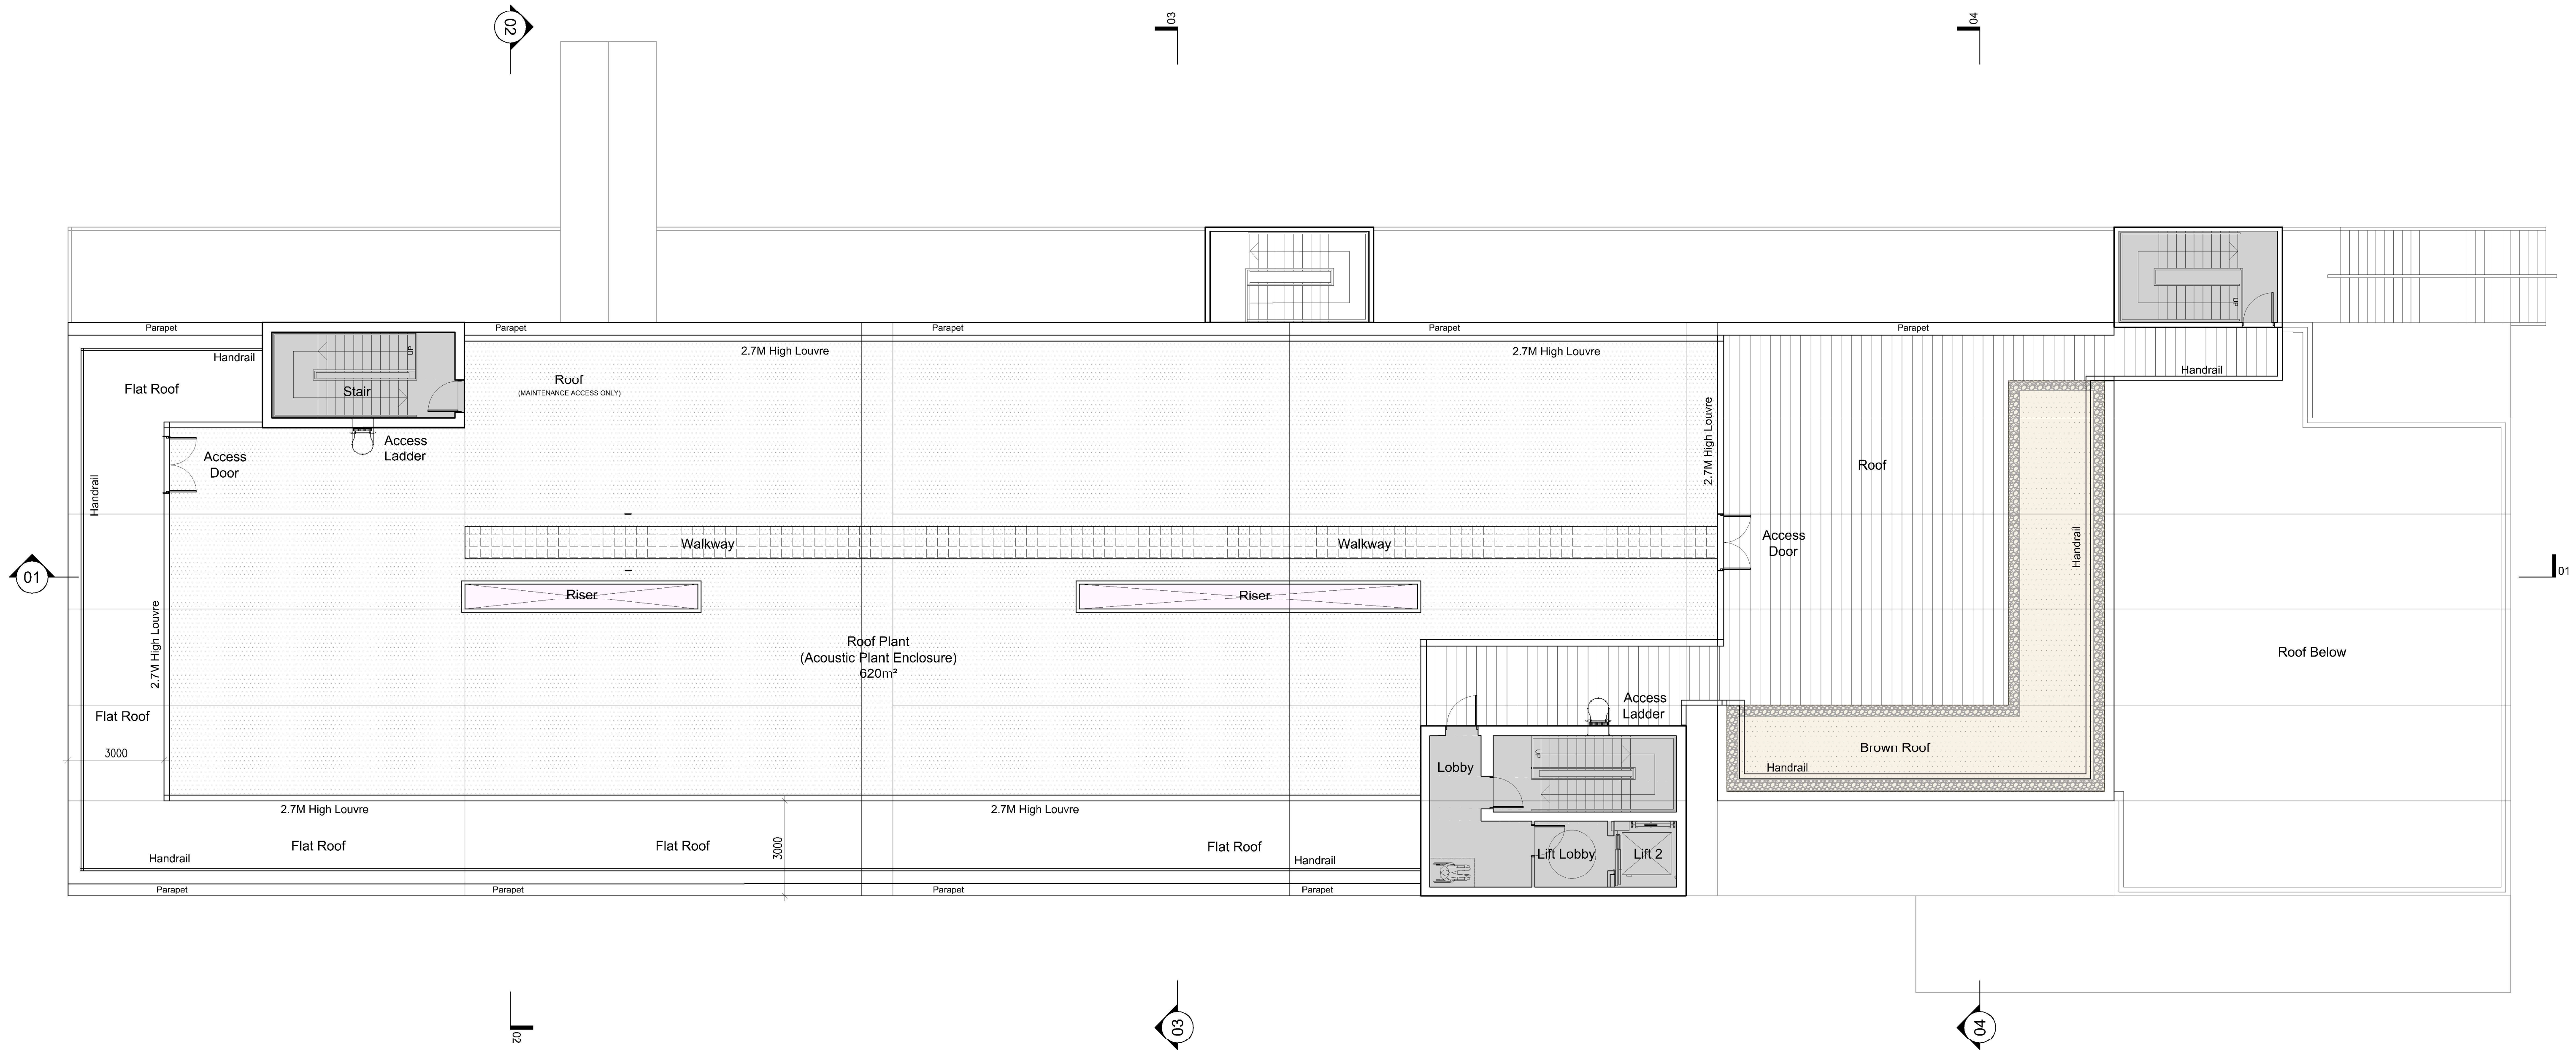 02
03
04
Parapet
Parapet
Parapet
Parapet
Parapet
UP
Handrail
UP
2.7M High Louvre
2.7M High Louvre
Flat Roof
Stair
Roof
(MAINTENANCE ACCESS ONLY)
Handrail
Access
Ladder
Access
Door
2.7M High Louvre
Roof
Handrail
Walkway
Walkway
Access
Door
Handrail
01
01
Riser
Riser
2.7M High Louvre
Roof Plant
(Acoustic Plant Enclosure)
620m²
Roof Below
Flat Roof
Access
Ladder
3000
UP
Lobby
Brown Roof
Handrail
2.7M High Louvre
2.7M High Louvre
Flat Roof
Flat Roof
3000
Flat Roof
Lift Lobby
Lift 2
Handrail
Handrail
Parapet
Parapet
Parapet
Parapet
02
03
04